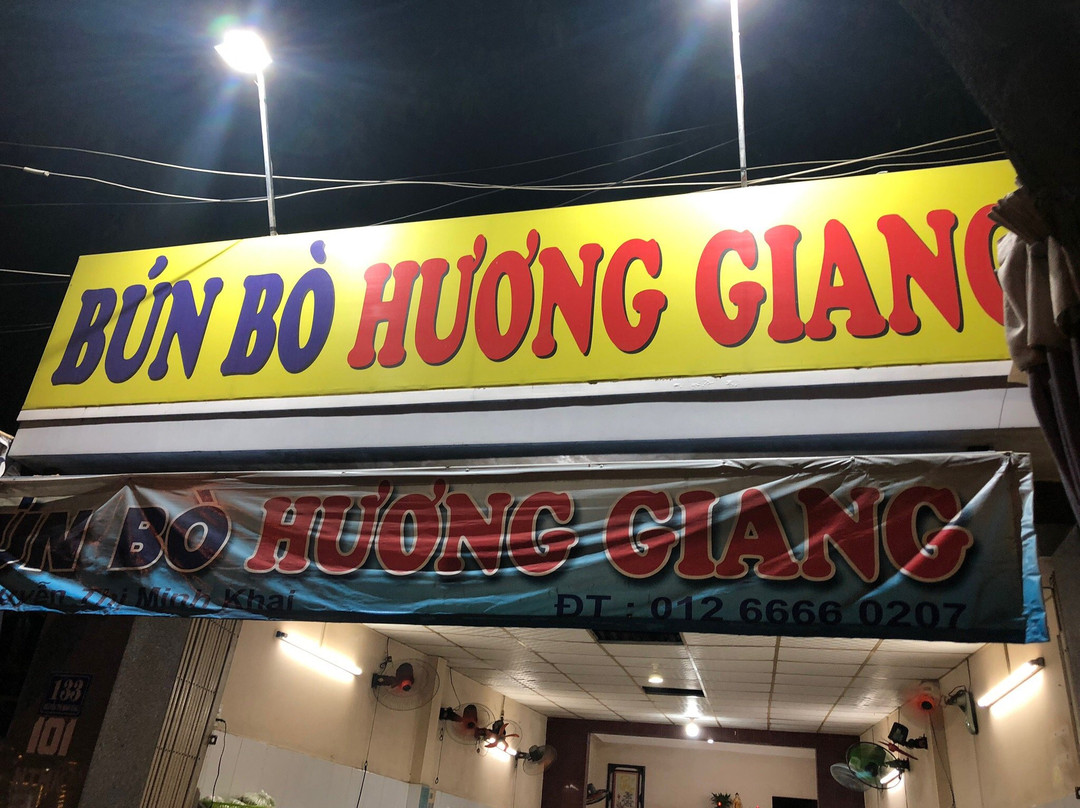 BÚN BÒ HƯƠNG GIANG
ÚN BÒ HƯƠNG GIANG
Thị Minh Khai
ĐT : 012 6666 0207
133
101